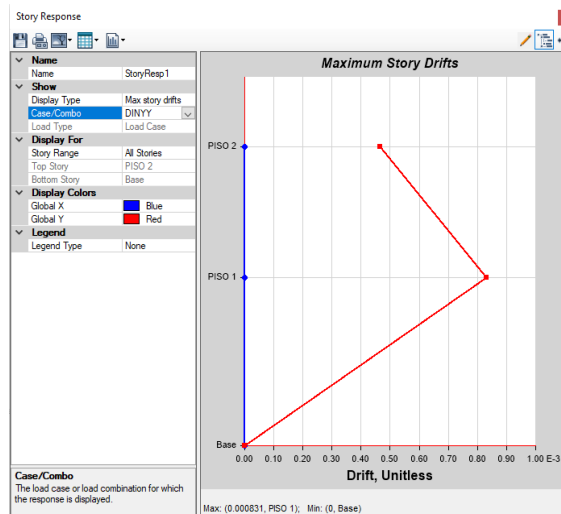 Story Response
Name
Name StoryResp1
Show
Display Type Max story drifts
Case/Combo DINYY
Load Type Load Case
Display For
Story Range All Stories
Top Story PISO 2
Bottom Story Base
Display Colors
Global X Blue
Global Y Red
Legend
Legend Type None
Case/Combo
The load case or load combination for which
the response is displayed.
Maximum Story Drifts
PISO 2
PISO 1
Base
0.00 0.10 0.20 0.30 0.40 0.50 0.60 0.70 0.80 0.90 1.00 E-3
Drift, Unitless
Max: (0.000831, PISO 1); Min: (0, Base)